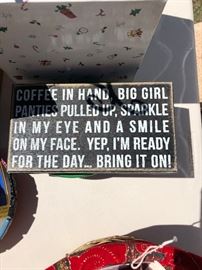 COFFEE IN HAND, BIG GIRL
PANTIES PULLED UP, SPARKLE
IN MY EYE AND A SMILE
ON MY FACE. YEP, I'M READY
FOR THE DAY... BRING IT ON!